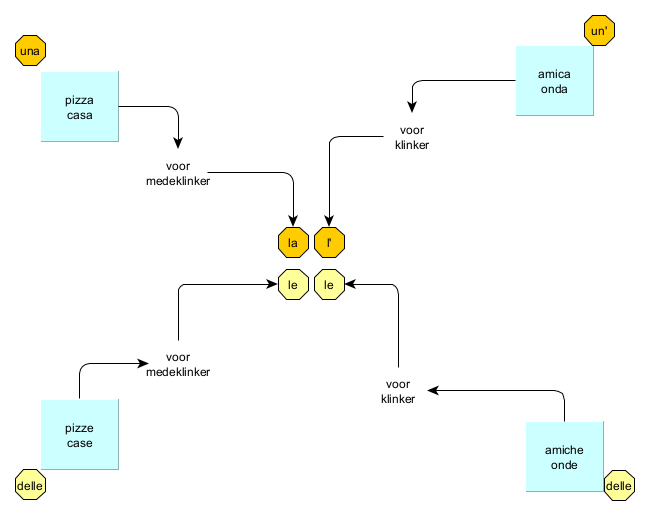 una
pizza
casa
voor
medeklinker
un'
amica
onda
voor
klinker
la
l'
le
le
voor
medeklinker
pizze
case
delle
voor
klinker
amiche
onde
delle